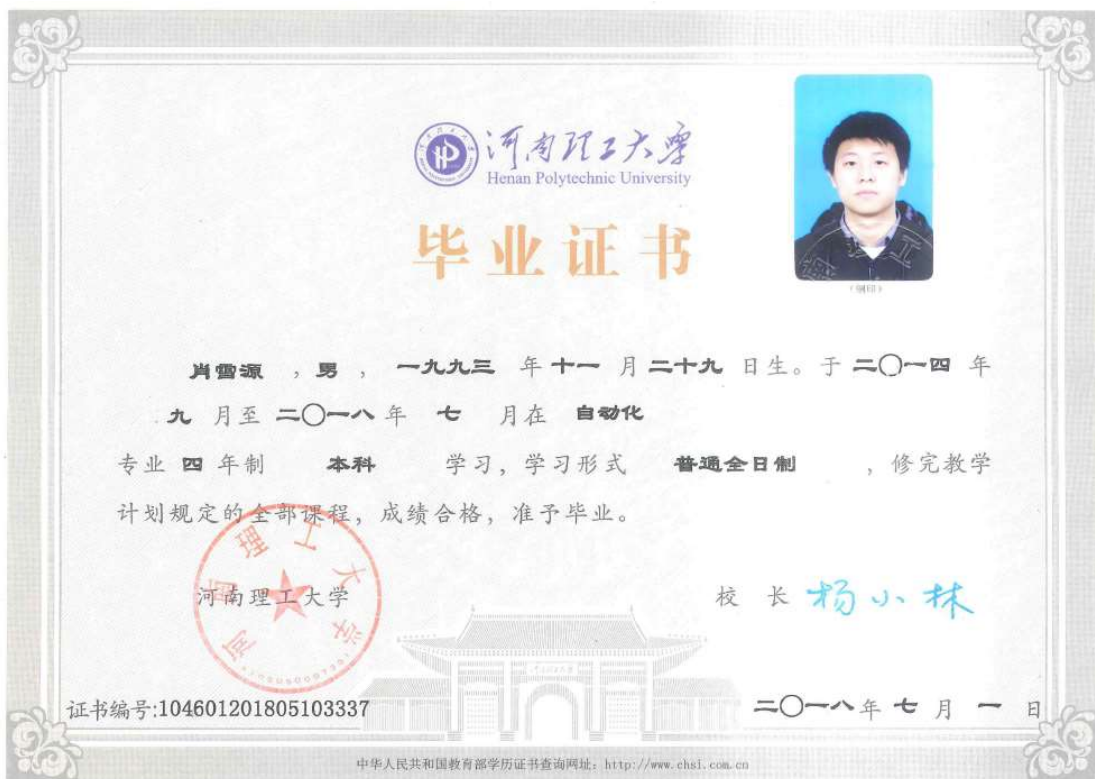 河南理工大学
Henan Polytechnic University
毕业证书
(钢印)
肖雪源 ，男， 一九九三 年 十一 月 二十九 日生。于 二〇一四 年
九 月至 二〇一八 年 七 月在 自动化
专业 四 年制 本科 学习，学习形式 普通全日制 ，修完教学
计划规定的全部课程，成绩合格，准予毕业。
河南理工大学
河南理工大学
校 长 杨小林
证书编号:104601201805103337
二〇一八 年 七 月 一 日
中华人民共和国教育部学历证书查询网址：http://www.chsi.com.cn